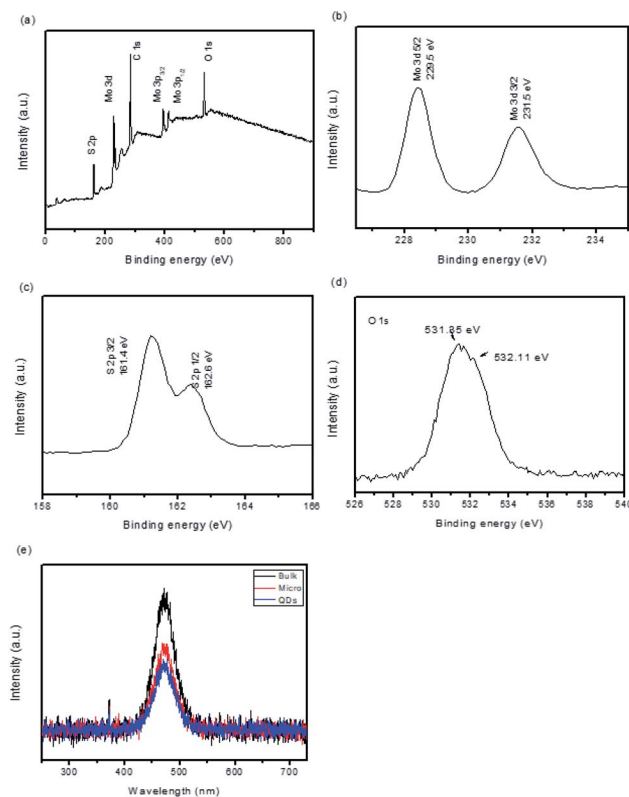 (a)
S 2p
Mo 3d
C 1s
Mo 3p3/2
Mo 3p1/2
O 1s
Intensity (a.u.)
0 200 400 600 800
Binding energy (eV)
(b)
Mo 3d 5/2
229.5 eV
Mo 3d 3/2
231.5 eV
Intensity (a.u.)
228 230 232 234
Binding energy (eV)
(c)
S 2p 3/2
161.4 eV
S 2p 1/2
162.6 eV
Intensity (a.u.)
158 160 162 164 166
Binding energy (eV)
(d)
O 1s
531.35 eV
532.11 eV
Intensity (a.u.)
526 528 530 532 534 536 538 540
Binding energy (eV)
(e)
Bulk
Micro
QDs
Intensity (a.u.)
300 400 500 600 700
Wavelength (nm)